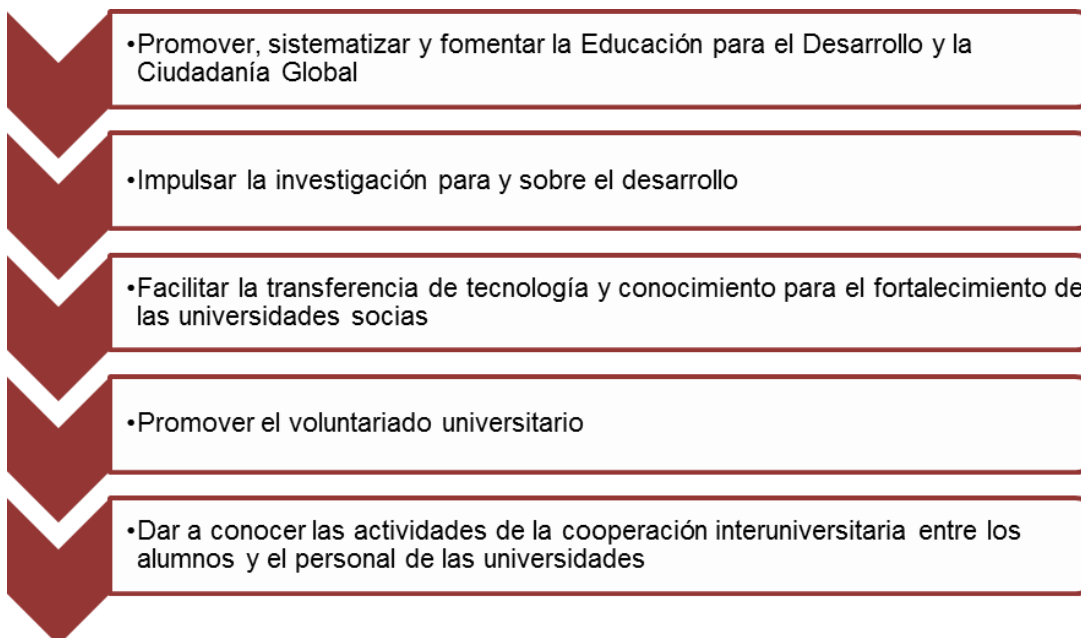 •Promover, sistematizar y fomentar la Educación para el Desarrollo y la
Ciudadanía Global
•Impulsar la investigación para y sobre el desarrollo
•Facilitar la transferencia de tecnología y conocimiento para el fortalecimiento de
las universidades socias
•Promover el voluntariado universitario
•Dar a conocer las actividades de la cooperación interuniversitaria entre los
alumnos y el personal de las universidades